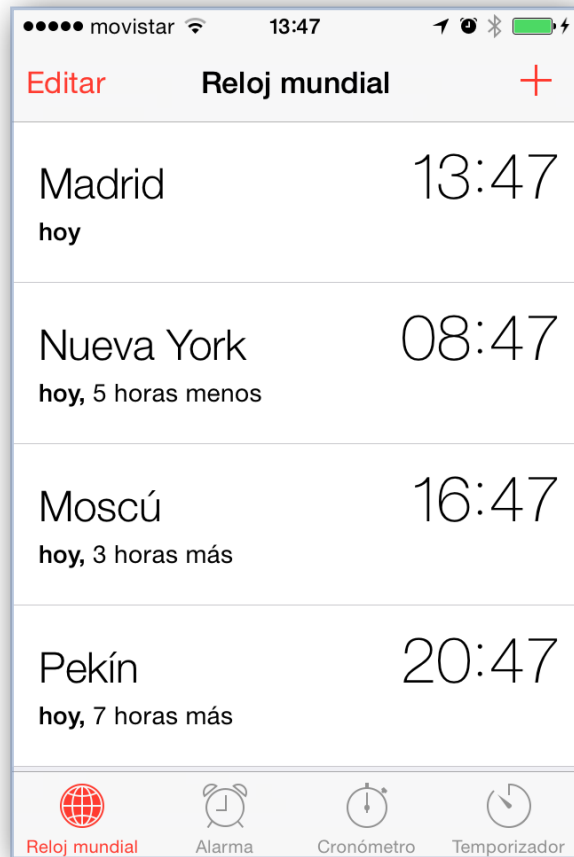 movistar 13:47
Editar Reloj mundial +
Madrid 13:47
hoy
Nueva York 08:47
hoy, 5 horas menos
Moscú 16:47
hoy, 3 horas más
Pekín 20:47
hoy, 7 horas más
Reloj mundial Alarma Cronómetro Temporizador